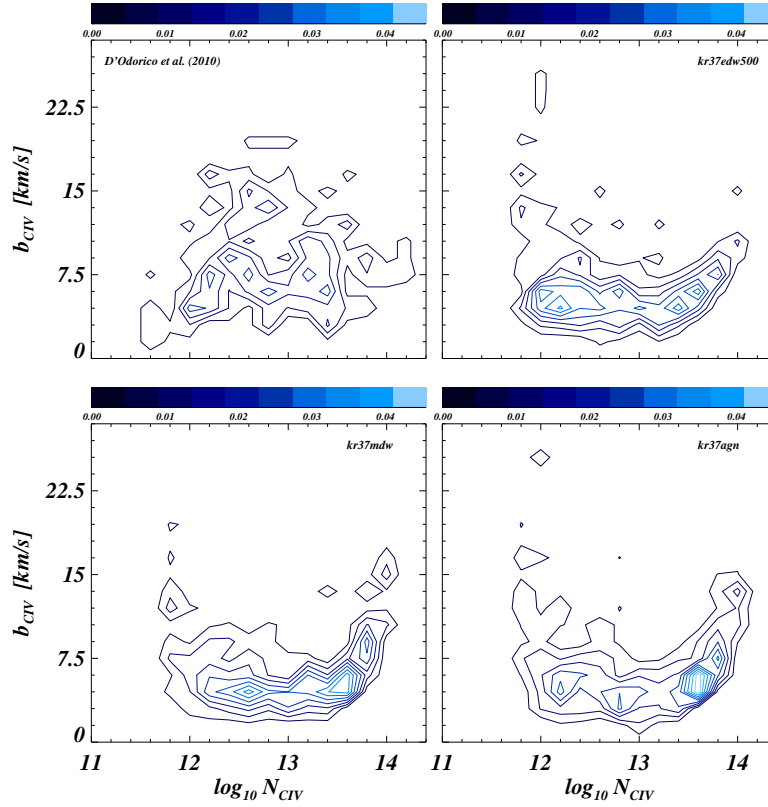 0.00 0.01 0.02 0.03 0.04
0.00 0.01 0.02 0.03 0.04
D'Odorico et al. (2010)
kr37edw500
22.5
15
7.5
0
b_CIV [km/s]
0.00 0.01 0.02 0.03 0.04
0.00 0.01 0.02 0.03 0.04
kr37mdw
kr37agn
22.5
15
7.5
0
b_CIV [km/s]
11 12 13 14
11 12 13 14
log10 N_CIV
log10 N_CIV